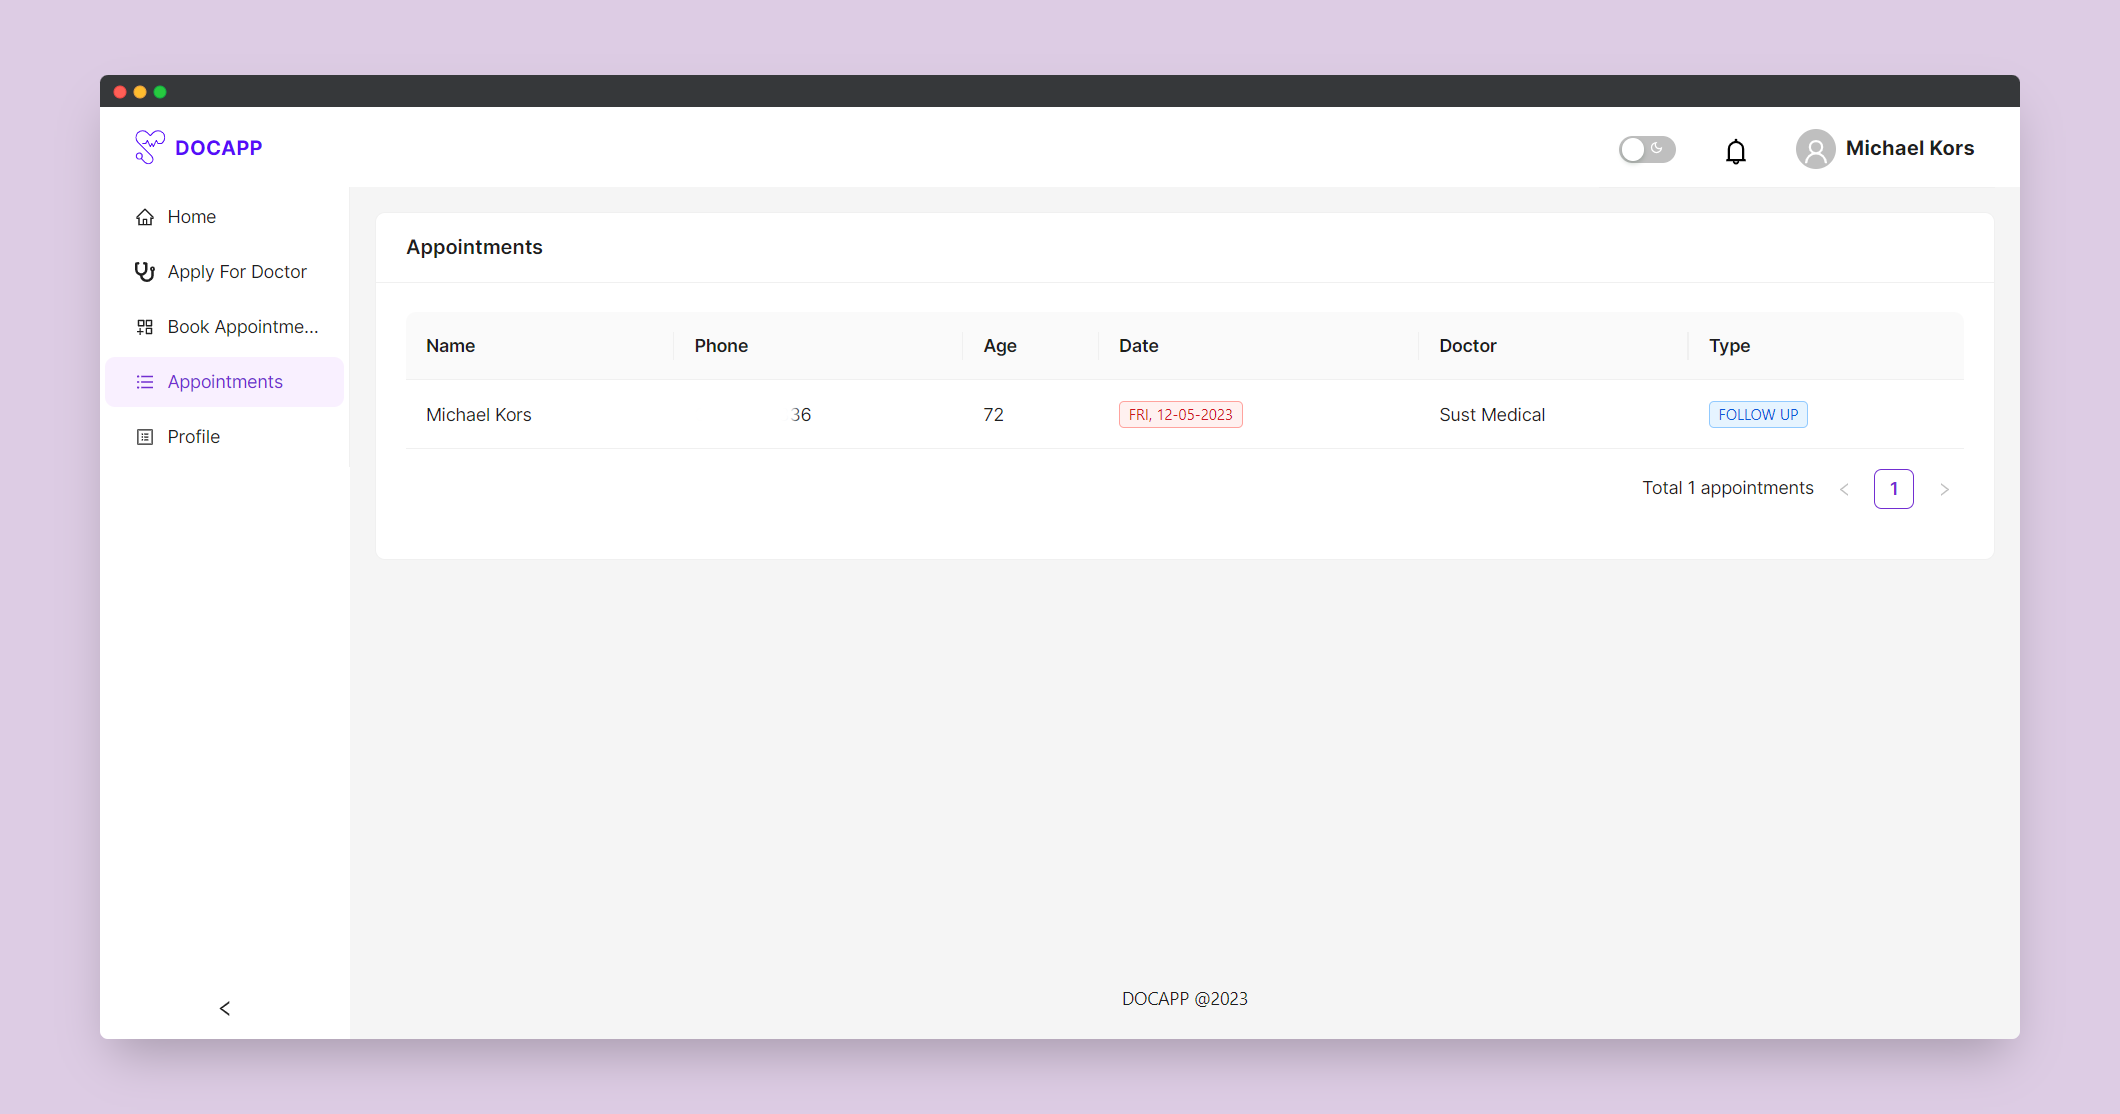 DOCAPP
Michael Kors
Home
Apply For Doctor
Book Appointme...
Appointments
Profile
Appointments
Name Phone Age Date Doctor Type
Michael Kors 36 72 FRI, 12-05-2023 Sust Medical FOLLOW UP
Total 1 appointments < 1 >
DOCAPP @2023